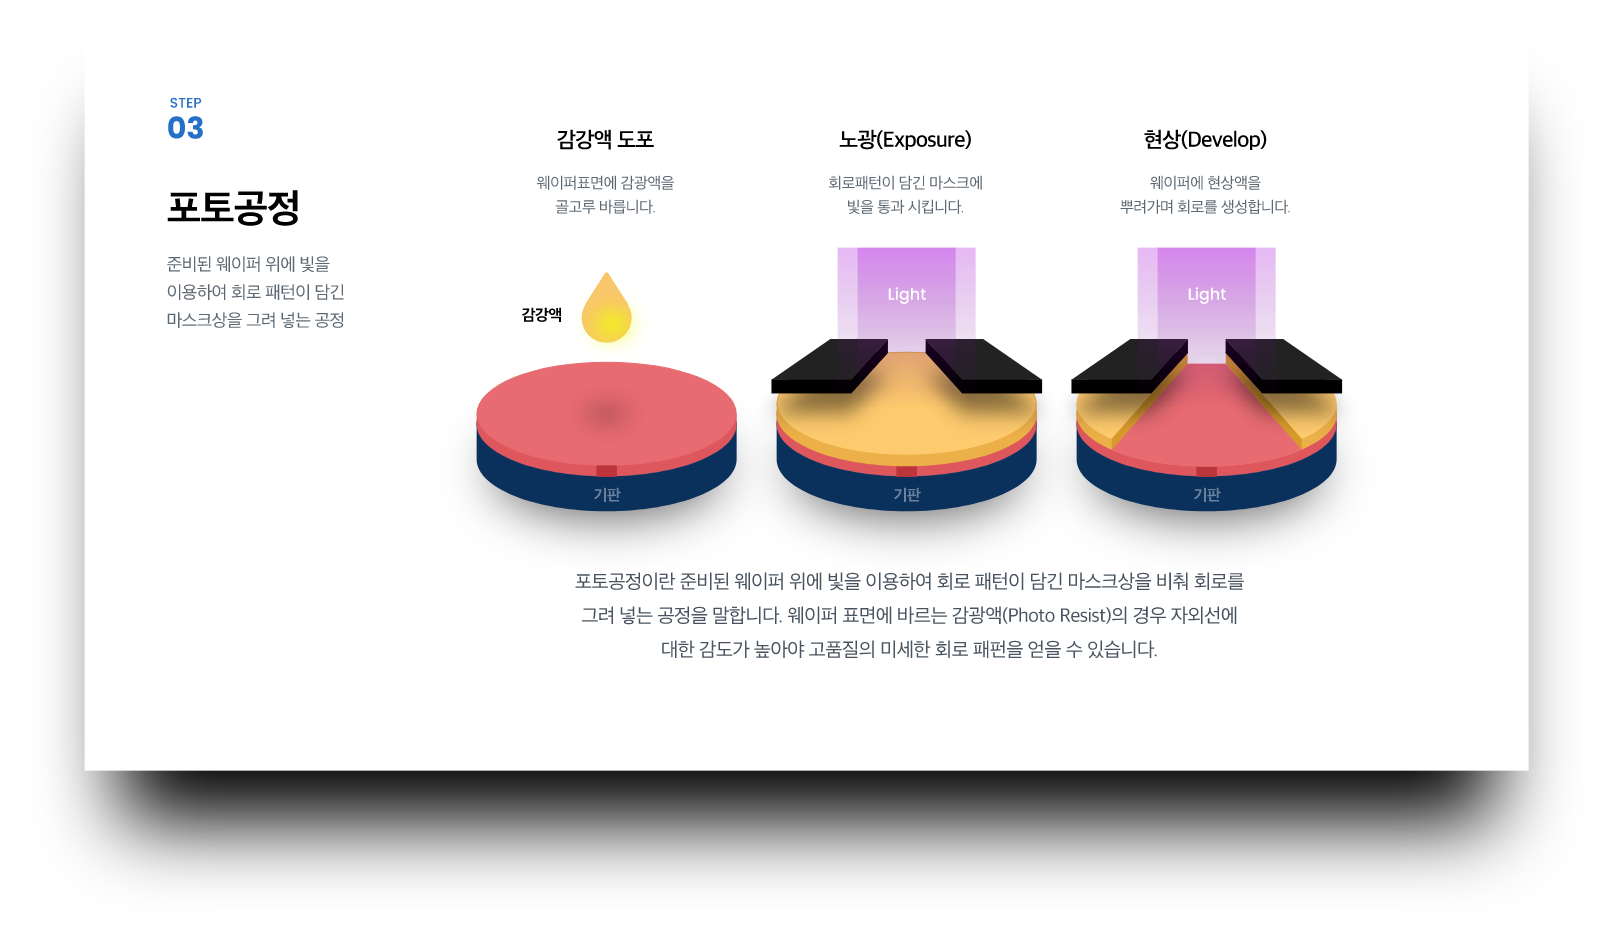 STEP
03
포토공정
준비된 웨이퍼 위에 빛을
이용하여 회로 패턴이 담긴
마스크상을 그려 넣는 공정
감강액 도포
웨이퍼표면에 감광액을
골고루 바릅니다.
감강액
기판
노광(Exposure)
회로패턴이 담긴 마스크에
빛을 통과 시킵니다.
Light
기판
현상(Develop)
웨이퍼에 현상액을
뿌려가며 회로를 생성합니다.
Light
기판
포토공정이란 준비된 웨이퍼 위에 빛을 이용하여 회로 패턴이 담긴 마스크상을 비춰 회로를
그려 넣는 공정을 말합니다. 웨이퍼 표면에 바르는 감광액(Photo Resist)의 경우 자외선에
대한 감도가 높아야 고품질의 미세한 회로 패펀을 얻을 수 있습니다.